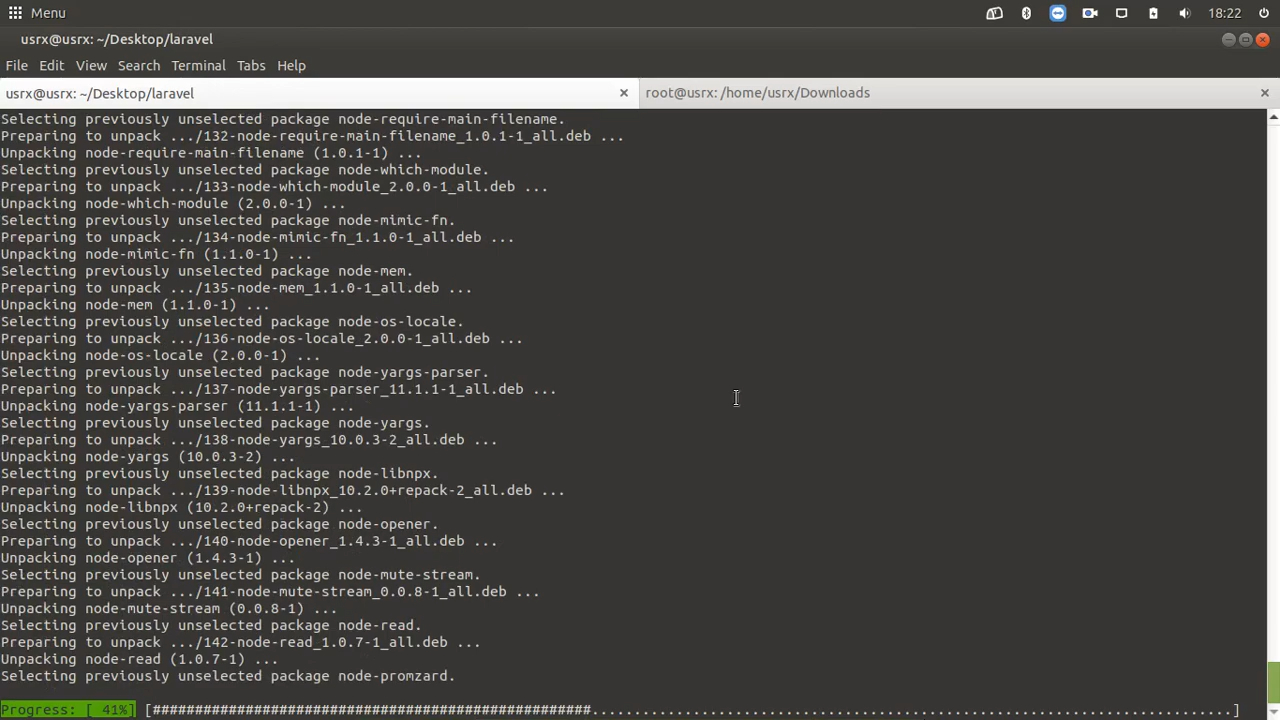 Menu
18:22
usrx@usrx: ~/Desktop/laravel
File Edit View Search Terminal Tabs Help
usrx@usrx: ~/Desktop/laravel
root@usrx: /home/usrx/Downloads
Selecting previously unselected package node-require-main-filename.
Preparing to unpack .../132-node-require-main-filename_1.0.1-1_all.deb ...
Unpacking node-require-main-filename (1.0.1-1) ...
Selecting previously unselected package node-which-module.
Preparing to unpack .../133-node-which-module_2.0.0-1_all.deb ...
Unpacking node-which-module (2.0.0-1) ...
Selecting previously unselected package node-mimic-fn.
Preparing to unpack .../134-node-mimic-fn_1.1.0-1_all.deb ...
Unpacking node-mimic-fn (1.1.0-1) ...
Selecting previously unselected package node-mem.
Preparing to unpack .../135-node-mem_1.1.0-1_all.deb ...
Unpacking node-mem (1.1.0-1) ...
Selecting previously unselected package node-os-locale.
Preparing to unpack .../136-node-os-locale_2.0.0-1_all.deb ...
Unpacking node-os-locale (2.0.0-1) ...
Selecting previously unselected package node-yargs-parser.
Preparing to unpack .../137-node-yargs-parser_11.1.1-1_all.deb ...
Unpacking node-yargs-parser (11.1.1-1) ...
Selecting previously unselected package node-yargs.
Preparing to unpack .../138-node-yargs_10.0.3-2_all.deb ...
Unpacking node-yargs (10.0.3-2) ...
Selecting previously unselected package node-libnpx.
Preparing to unpack .../139-node-libnpx_10.2.0+repack-2_all.deb ...
Unpacking node-libnpx (10.2.0+repack-2) ...
Selecting previously unselected package node-opener.
Preparing to unpack .../140-node-opener_1.4.3-1_all.deb ...
Unpacking node-opener (1.4.3-1) ...
Selecting previously unselected package node-mute-stream.
Preparing to unpack .../141-node-mute-stream_0.0.8-1_all.deb ...
Unpacking node-mute-stream (0.0.8-1) ...
Selecting previously unselected package node-read.
Preparing to unpack .../142-node-read_1.0.7-1_all.deb ...
Unpacking node-read (1.0.7-1) ...
Selecting previously unselected package node-promzard.
Progress: [ 41%] [####################################################............................................................................]